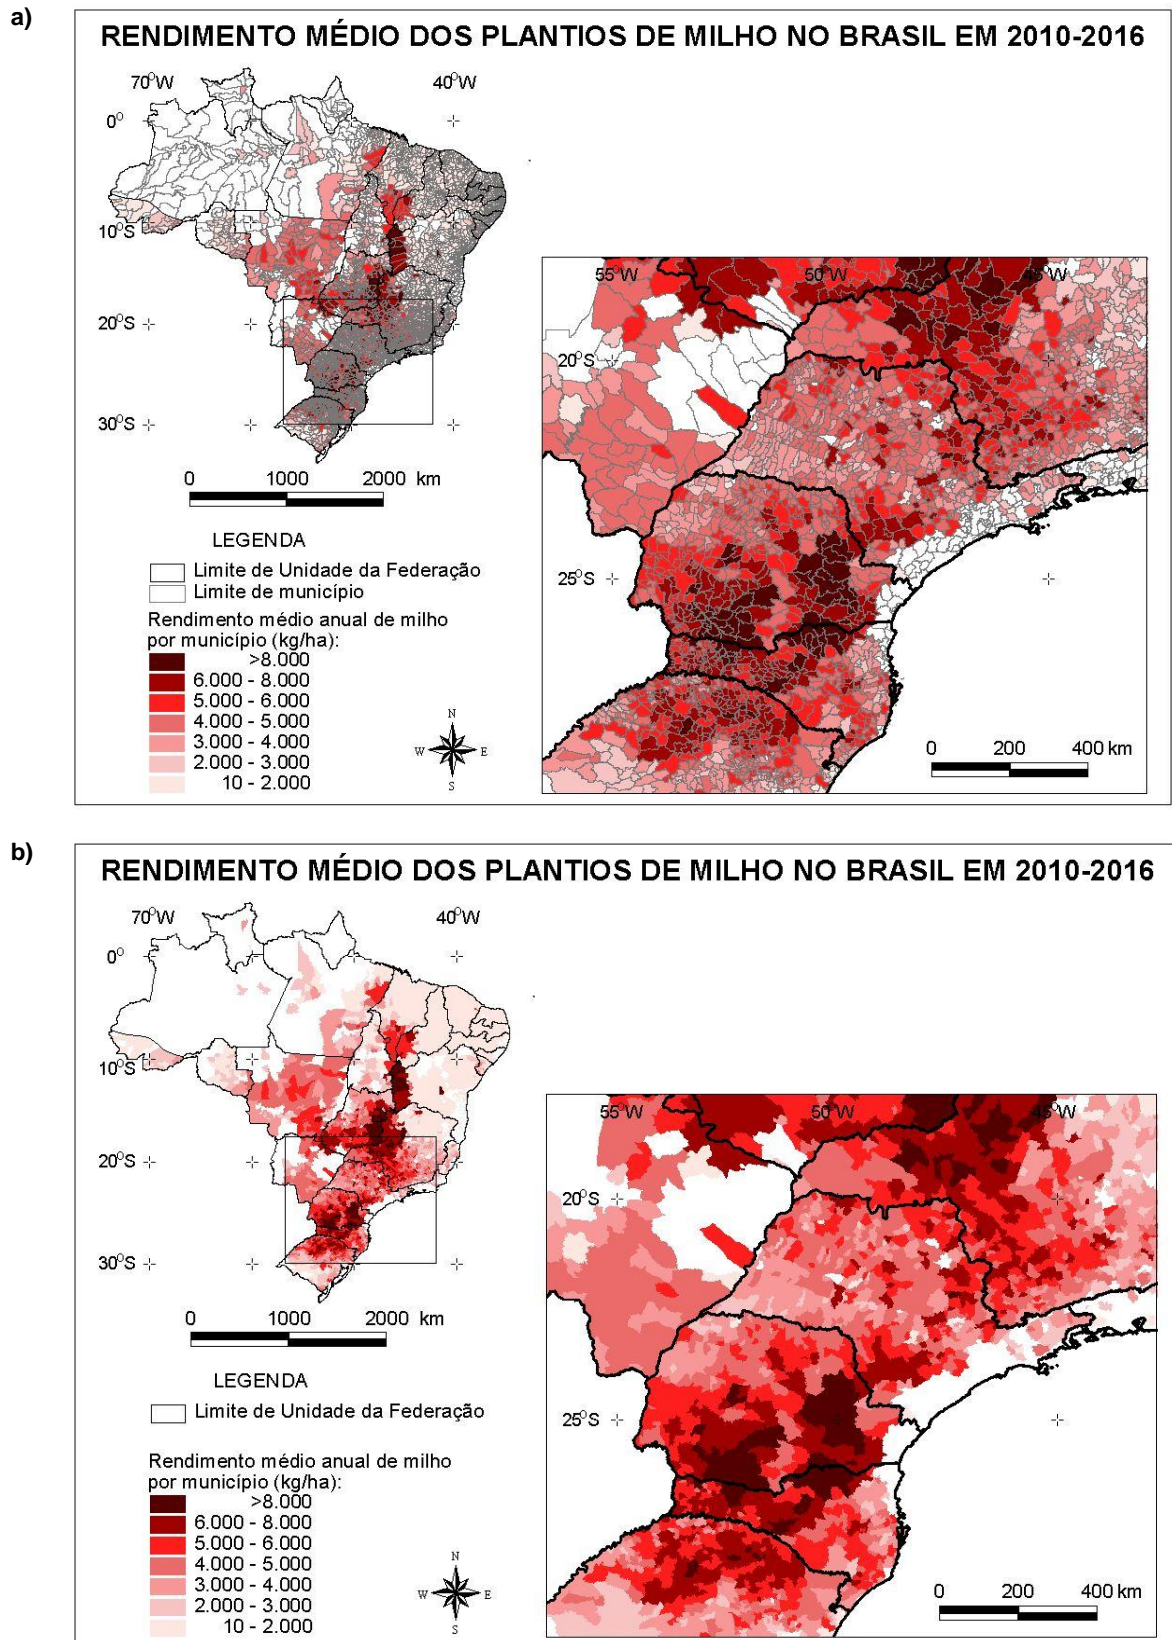 a)
RENDIMENTO MÉDIO DOS PLANTIOS DE MILHO NO BRASIL EM 2010-2016
70°W 40°W
0°
10°S
20°S
30°S
0 1000 2000 km
LEGENDA
Limite de Unidade da Federação
Limite de município
Rendimento médio anual de milho
por município (kg/ha):
>8.000
6.000 - 8.000
5.000 - 6.000
4.000 - 5.000
3.000 - 4.000
2.000 - 3.000
10 - 2.000
N
W E
S
55°W 50°W 45°W
20°S
25°S
0 200 400 km
b)
RENDIMENTO MÉDIO DOS PLANTIOS DE MILHO NO BRASIL EM 2010-2016
70°W 40°W
0°
10°S
20°S
30°S
0 1000 2000 km
LEGENDA
Limite de Unidade da Federação
Rendimento médio anual de milho
por município (kg/ha):
>8.000
6.000 - 8.000
5.000 - 6.000
4.000 - 5.000
3.000 - 4.000
2.000 - 3.000
10 - 2.000
N
W E
S
55°W 50°W 45°W
20°S
25°S
0 200 400 km